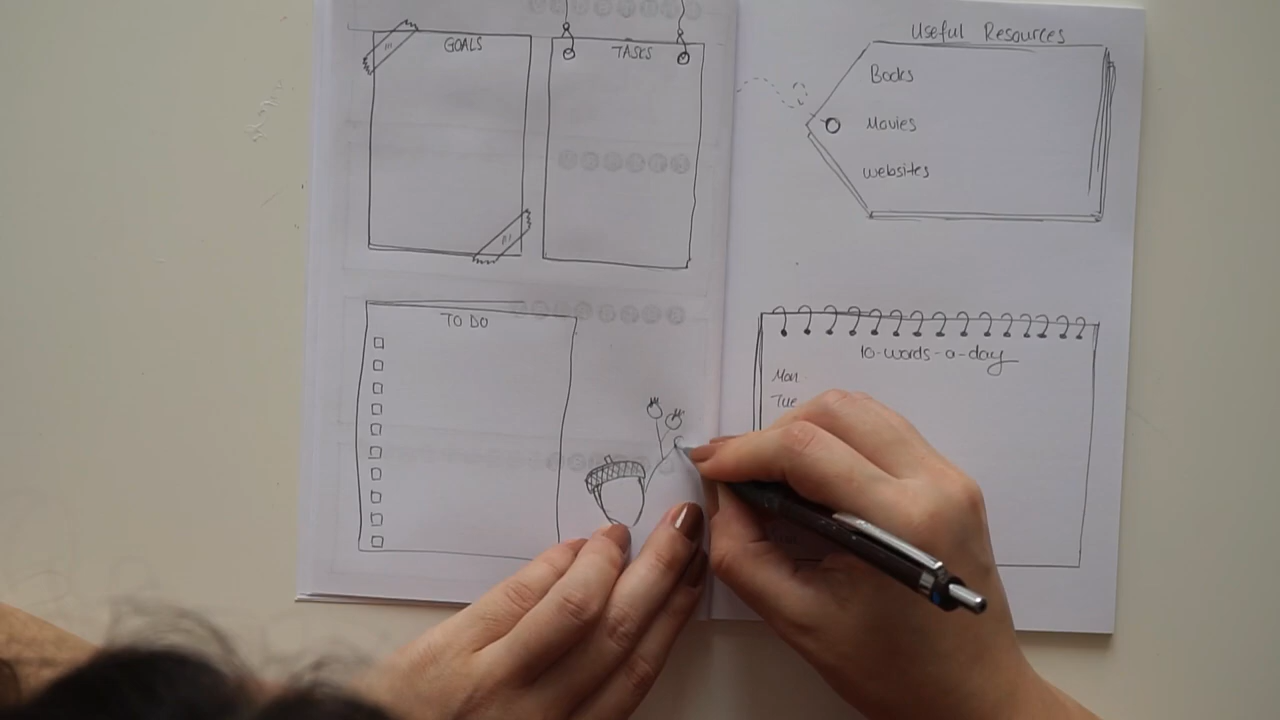 GOALS
TASKS
TO DO
Useful Resources
Books
Movies
websites
10-words-a-day
Mon
Tue